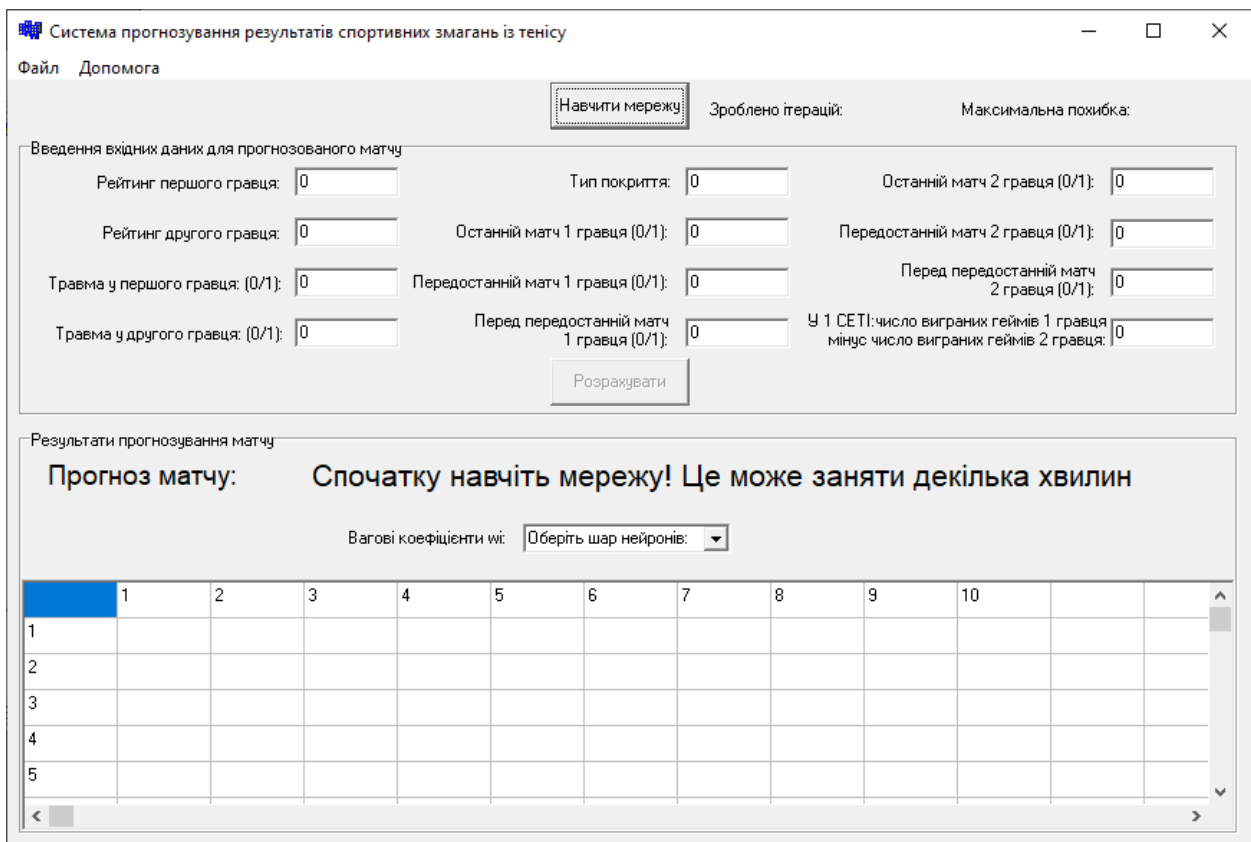 Система прогнозування результатів спортивних змагань із тенісу
Файл Допомога
Навчити мережу Зроблено ітерацій: Максимальна похибка:
Введення вхідних даних для прогнозованого матчу
Рейтинг першого гравця: 0 Тип покриття: 0 Останній матч 2 гравця (0/1): 0
Рейтинг другого гравця: 0 Останній матч 1 гравця (0/1): 0 Передостанній матч 2 гравця (0/1): 0
Травма у першого гравця: (0/1): 0 Передостанній матч 1 гравця (0/1): 0 Перед передостанній матч
2 гравця (0/1): 0
Травма у другого гравця: (0/1): 0 Перед передостанній матч
1 гравця (0/1): 0 У 1 СЕТІ:число виграних геймів 1 гравця
мінус число виграних геймів 2 гравця: 0
Розрахувати
Результати прогнозування матчу
Прогноз матчу: Спочатку навчіть мережу! Це може заняти декілька хвилин
Вагові коефіцієнти wi: Оберіть шар нейронів:
1 2 3 4 5 6 7 8 9 10
1
2
3
4
5